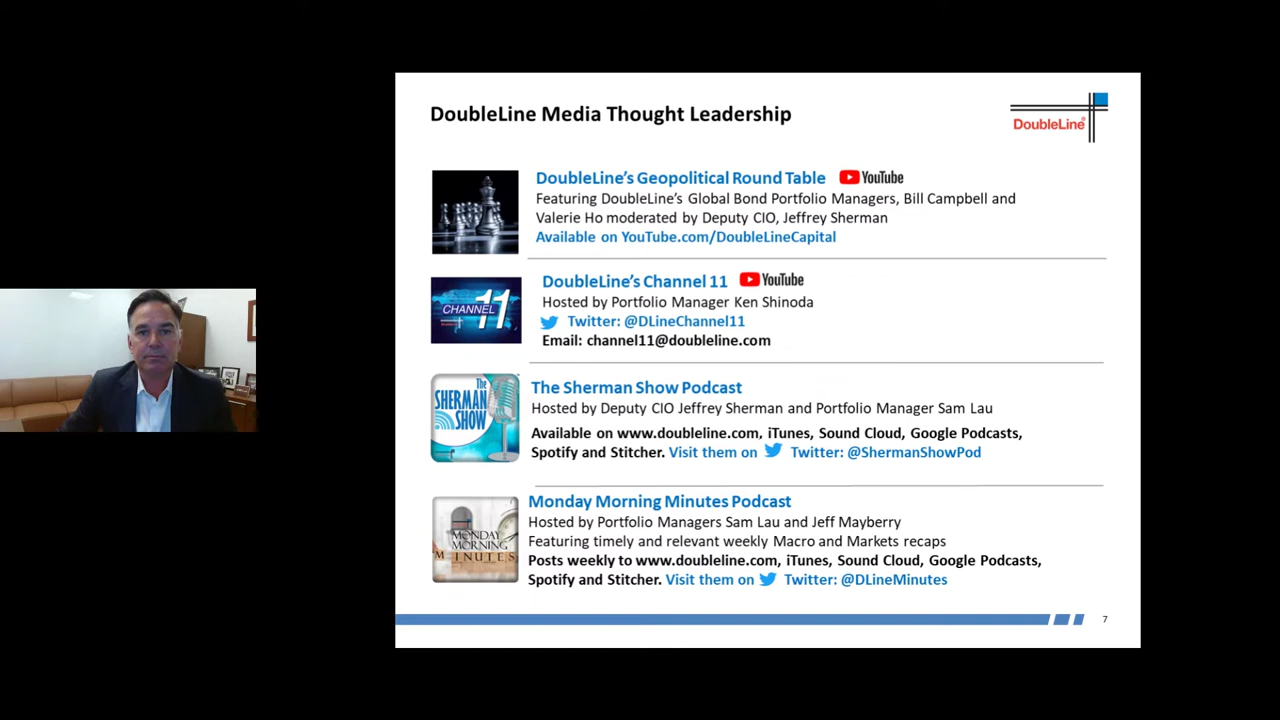 DoubleLine Media Thought Leadership
DoubleLine®
DoubleLine's Geopolitical Round Table YouTube
Featuring DoubleLine's Global Bond Portfolio Managers, Bill Campbell and
Valerie Ho moderated by Deputy CIO, Jeffrey Sherman
Available on YouTube.com/DoubleLineCapital
CHANNEL 11
DoubleLine's Channel 11 YouTube
Hosted by Portfolio Manager Ken Shinoda
Twitter: @DLineChannel11
Email: channel11@doubleline.com
The
SHERMAN
SHOW
The Sherman Show Podcast
Hosted by Deputy CIO Jeffrey Sherman and Portfolio Manager Sam Lau
Available on www.doubleline.com, iTunes, Sound Cloud, Google Podcasts,
Spotify and Stitcher. Visit them on Twitter: @ShermanShowPod
MONDAY
MORNING
MINUTES
Monday Morning Minutes Podcast
Hosted by Portfolio Managers Sam Lau and Jeff Mayberry
Featuring timely and relevant weekly Macro and Markets recaps
Posts weekly to www.doubleline.com, iTunes, Sound Cloud, Google Podcasts,
Spotify and Stitcher. Visit them on Twitter: @DLineMinutes
7